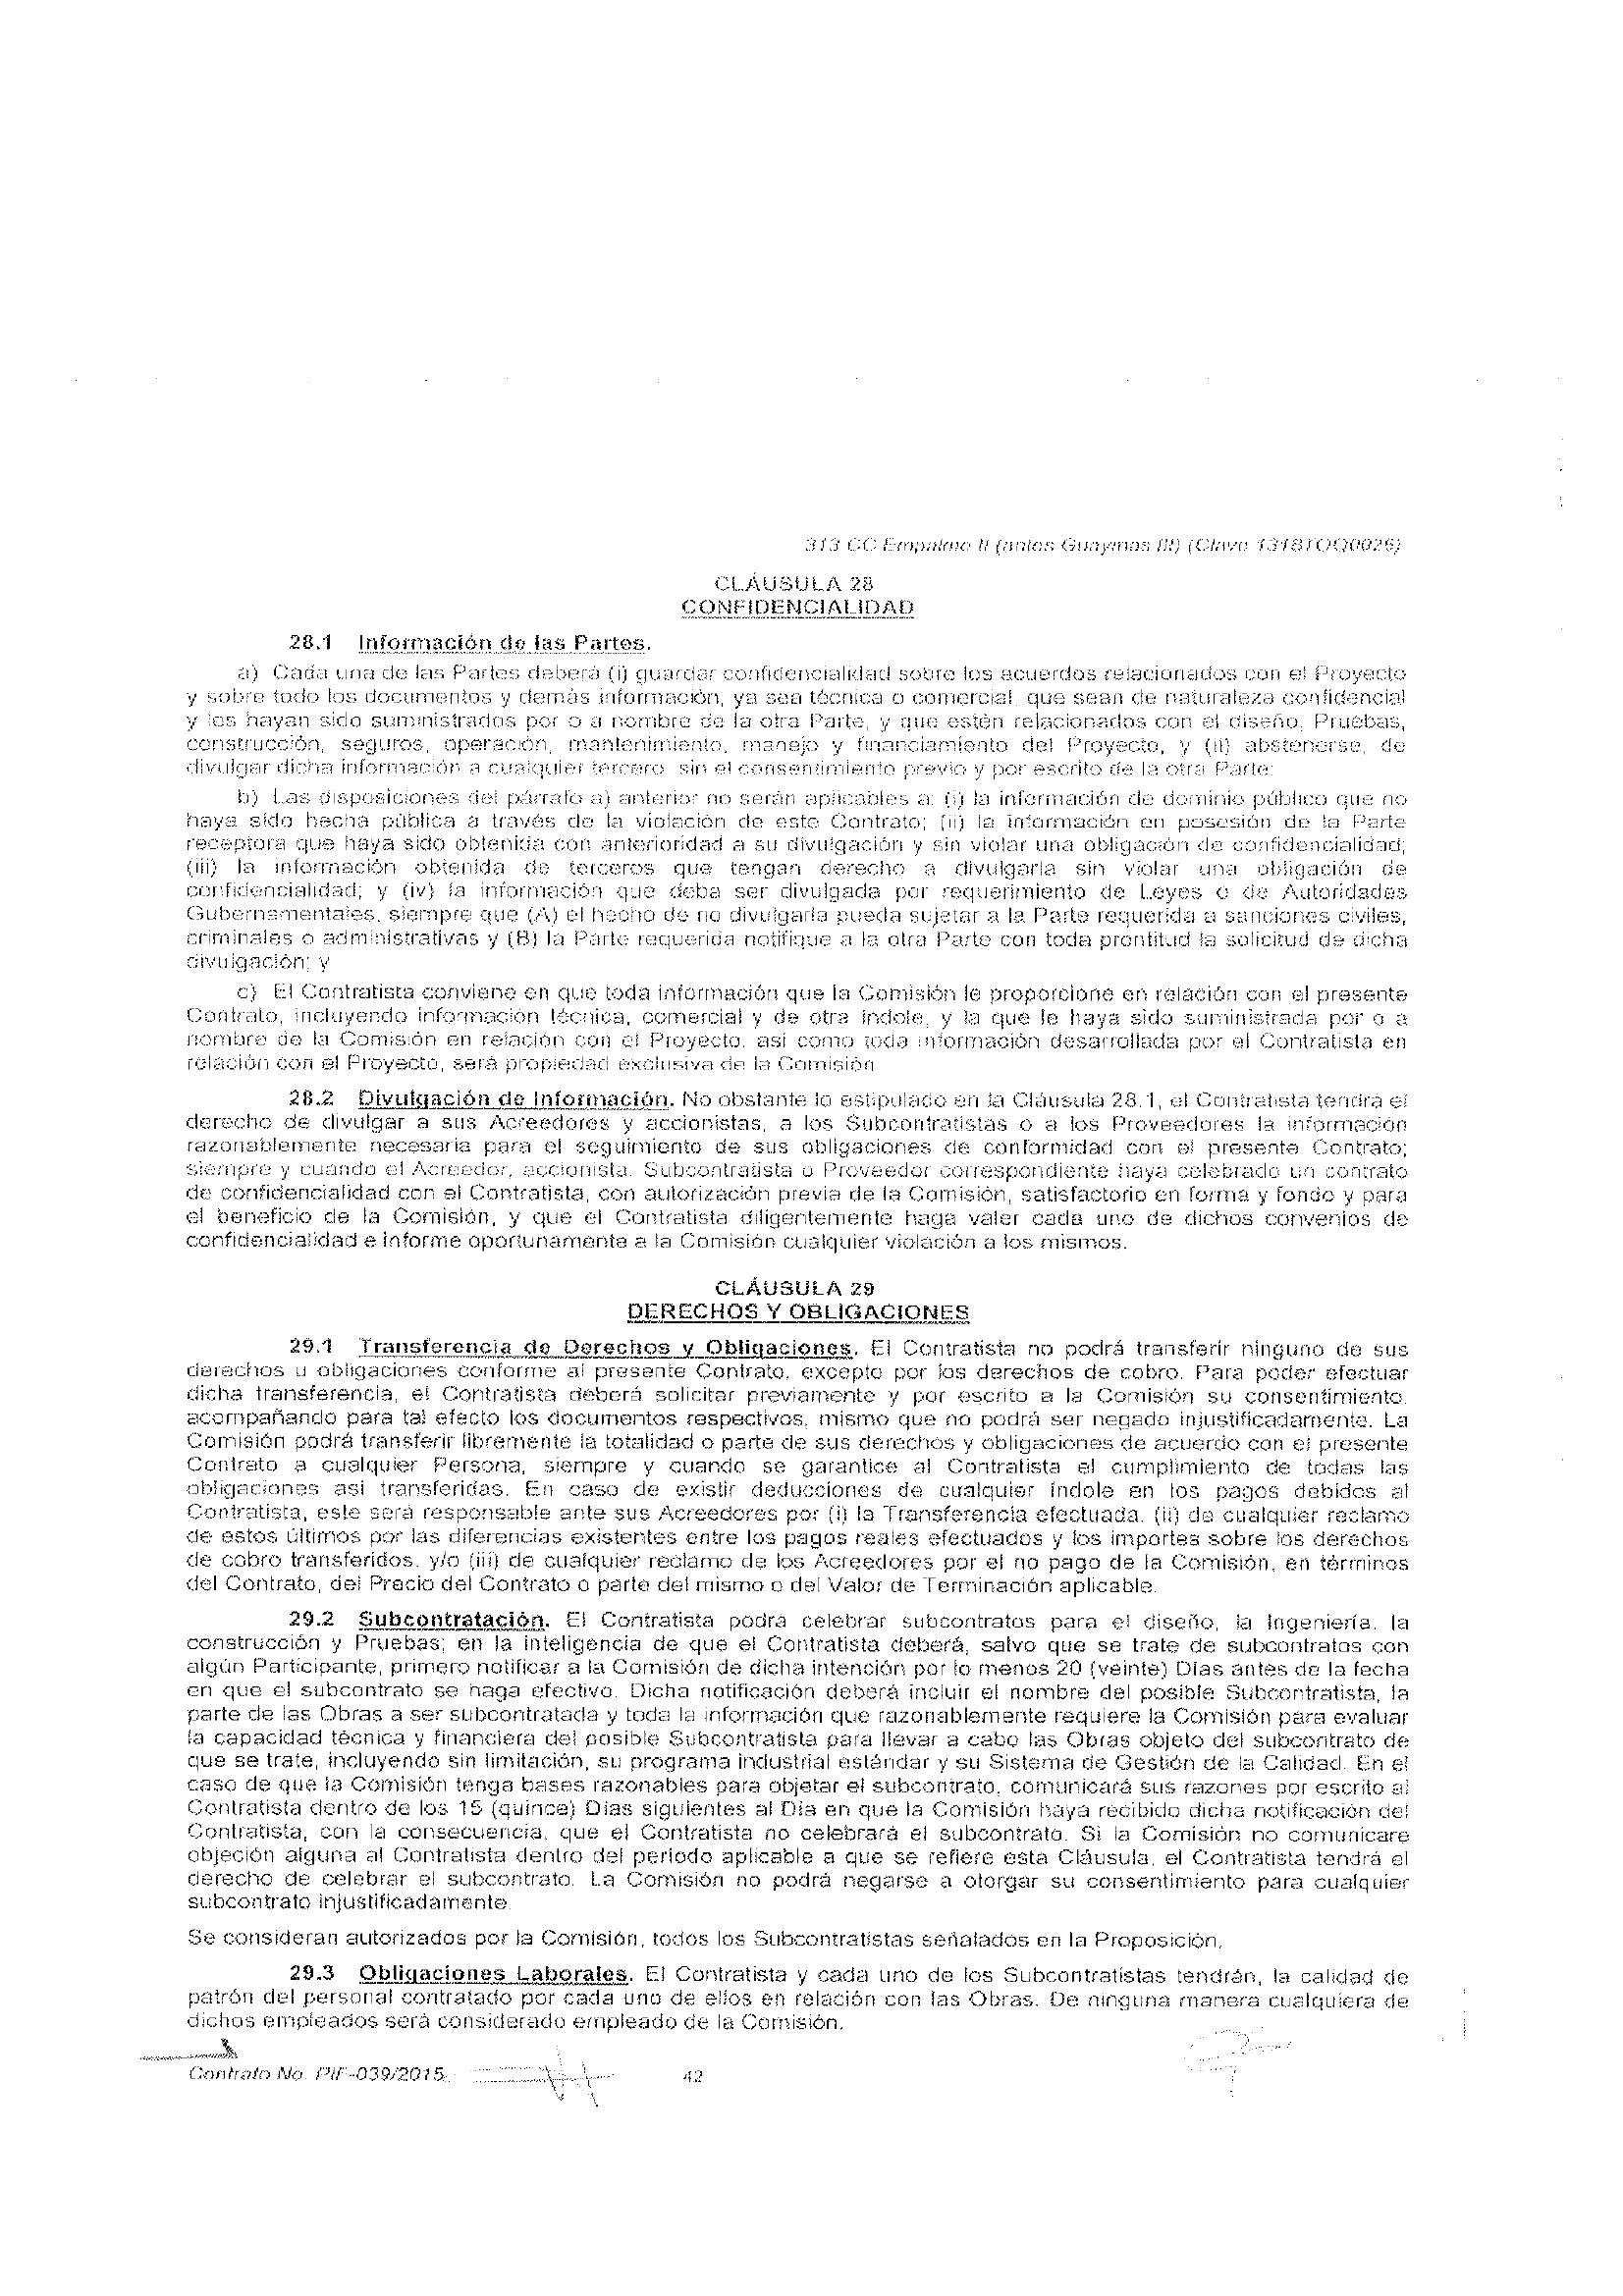 313 CC Empalme II (antes Guaymas III) (Clave 1318TOQ0026)
CLÁUSULA 28
CONFIDENCIALIDAD
28.1 Información de las Partes.
a) Cada una de las Partes deberá (i) guardar confidencialidad sobre los acuerdos relacionados con el Proyecto
y sobre todo los documentos y demás información, ya sea técnica o comercial, que sean de naturaleza confidencial
y les hayan sido suministrados por o a nombre de la otra Parte, y que estén relacionados con el diseño, Pruebas,
construcción, seguros, operación, mantenimiento, manejo y financiamiento del Proyecto, y (ii) abstenerse, de
divulgar dicha información a cualquier tercero sin el consentimiento previo y por escrito de la otra Parte;
b) Las disposiciones del párrafo a) anterior no serán aplicables a: (i) la información de dominio público que no
haya sido hecha pública a través de la violación de este Contrato; (ii) la información en posesión de la Parte
receptora que haya sido obtenida con anterioridad a su divulgación y sin violar una obligación de confidencialidad;
(iii) la información obtenida de terceros que tengan derecho a divulgarla sin violar una obligación de
confidencialidad; y (iv) la información que deba ser divulgada por requerimiento de Leyes o de Autoridades
Gubernamentales, siempre que (A) el hecho de no divulgarla pueda sujetar a la Parte requerida a sanciones civiles,
criminales o administrativas y (B) la Parte requerida notifique a la otra Parte con toda prontitud la solicitud de dicha
divulgación; y
c) El Contratista conviene en que toda información que la Comisión le proporcione en relación con el presente
Contrato, incluyendo información técnica, comercial y de otra índole, y la que le haya sido suministrada por o a
nombre de la Comisión en relación con el Proyecto, así como toda información desarrollada por el Contratista en
relación con el Proyecto, será propiedad exclusiva de la Comisión
28.2 Divulgación de Información. No obstante lo estipulado en la Cláusula 28.1, el Contratista tendrá el
derecho de divulgar a sus Acreedores y accionistas, a los Subcontratistas o a los Proveedores la información
razonablemente necesaria para el seguimiento de sus obligaciones de conformidad con el presente Contrato;
siempre y cuando el Acreedor, accionista, Subcontratista o Proveedor correspondiente haya celebrado un contrato
de confidencialidad con el Contratista, con autorización previa de la Comisión, satisfactorio en forma y fondo y para
el beneficio de la Comisión, y que el Contratista diligentemente haga valer cada uno de dichos convenios de
confidencialidad e informe oportunamente a la Comisión cualquier violación a los mismos.
CLÁUSULA 29
DERECHOS Y OBLIGACIONES
29.1 Transferencia de Derechos y Obligaciones. El Contratista no podrá transferir ninguno de sus
derechos u obligaciones conforme al presente Contrato, excepto por los derechos de cobro. Para poder efectuar
dicha transferencia, el Contratista deberá solicitar previamente y por escrito a la Comisión su consentimiento,
acompañando para tal efecto los documentos respectivos, mismo que no podrá ser negado injustificadamente. La
Comisión podrá transferir libremente la totalidad o parte de sus derechos y obligaciones de acuerdo con el presente
Contrato a cualquier Persona, siempre y cuando se garantice al Contratista el cumplimiento de todas las
obligaciones así transferidas. En caso de existir deducciones de cualquier índole en los pagos debidos al
Contratista, este será responsable ante sus Acreedores por (i) la Transferencia efectuada, (ii) de cualquier reclamo
de estos últimos por las diferencias existentes entre los pagos reales efectuados y los importes sobre los derechos
de cobro transferidos, y/o (iii) de cualquier reclamo de los Acreedores por el no pago de la Comisión, en términos
del Contrato, del Precio del Contrato o parte del mismo o del Valor de Terminación aplicable.
29.2 Subcontratación. El Contratista podrá celebrar subcontratos para el diseño, la Ingeniería, la
construcción y Pruebas; en la inteligencia de que el Contratista deberá, salvo que se trate de subcontratos con
algún Participante, primero notificar a la Comisión de dicha intención por lo menos 20 (veinte) Días antes de la fecha
en que el subcontrato se haga efectivo. Dicha notificación deberá incluir el nombre del posible Subcontratista, la
parte de las Obras a ser subcontratada y toda la información que razonablemente requiere la Comisión para evaluar
la capacidad técnica y financiera del posible Subcontratista para llevar a cabo las Obras objeto del subcontrato de
que se trate, incluyendo sin limitación, su programa industrial estándar y su Sistema de Gestión de la Calidad. En el
caso de que la Comisión tenga bases razonables para objetar el subcontrato, comunicará sus razones por escrito al
Contratista dentro de los 15 (quince) Días siguientes al Día en que la Comisión haya recibido dicha notificación del
Contratista, con la consecuencia, que el Contratista no celebrará el subcontrato. Si la Comisión no comunicare
objeción alguna al Contratista dentro del periodo aplicable a que se refiere esta Cláusula, el Contratista tendrá el
derecho de celebrar el subcontrato. La Comisión no podrá negarse a otorgar su consentimiento para cualquier
subcontrato injustificadamente.
Se consideran autorizados por la Comisión, todos los Subcontratistas señalados en la Proposición.
29.3 Obligaciones Laborales. El Contratista y cada uno de los Subcontratistas tendrán, la calidad de
patrón del personal contratado por cada uno de ellos en relación con las Obras. De ninguna manera cualquiera de
dichos empleados será considerado empleado de la Comisión.
Contrato No. PIF-039/2015 42